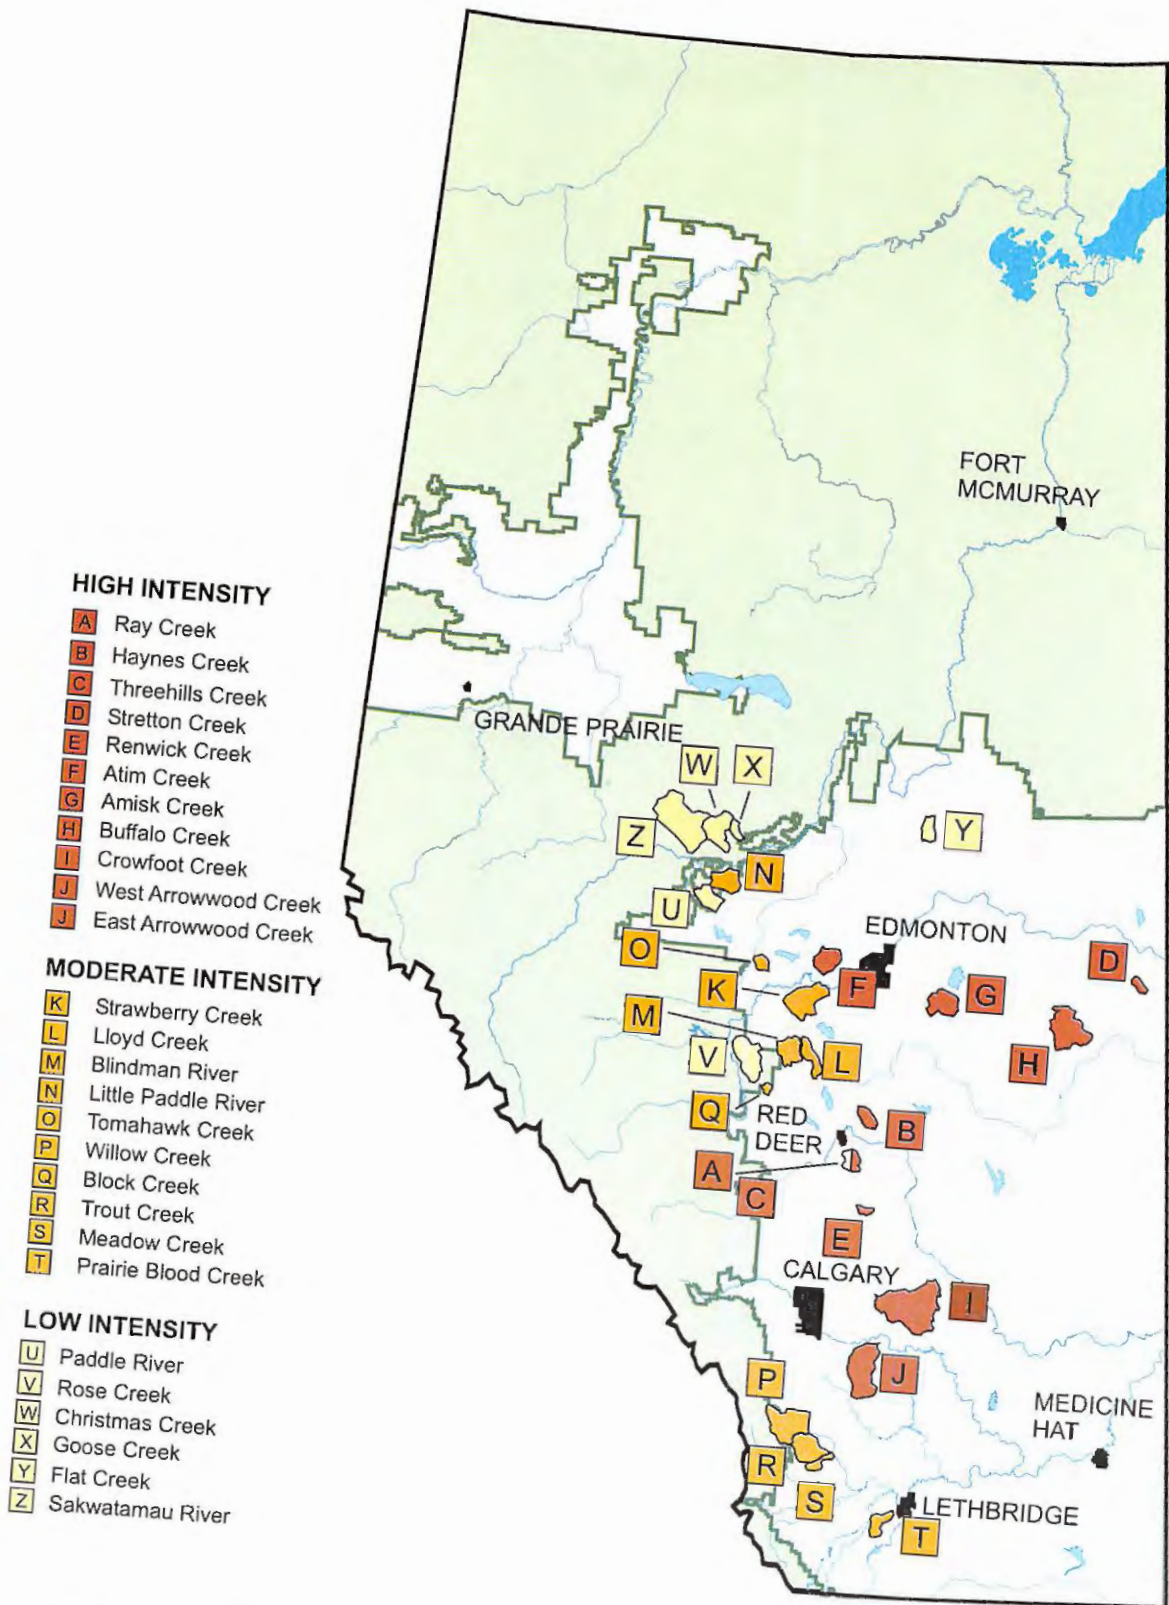 HIGH INTENSITY
A Ray Creek
B Haynes Creek
C Threehills Creek
D Stretton Creek
E Renwick Creek
F Atim Creek
G Amisk Creek
H Buffalo Creek
I Crowfoot Creek
J West Arrowwood Creek
J East Arrowwood Creek
MODERATE INTENSITY
K Strawberry Creek
L Lloyd Creek
M Blindman River
N Little Paddle River
O Tomahawk Creek
P Willow Creek
Q Block Creek
R Trout Creek
S Meadow Creek
T Prairie Blood Creek
LOW INTENSITY
U Paddle River
V Rose Creek
W Christmas Creek
X Goose Creek
Y Flat Creek
Z Sakwatamau River
FORT
MCMURRAY
GRANDE PRAIRIE
W X
Z
Y
N
U
EDMONTON
O
D
K
F
G
M
V
L
H
Q
RED
DEER
B
A
C
E
CALGARY
I
J
P
MEDICINE
HAT
R
S
LETHBRIDGE
T